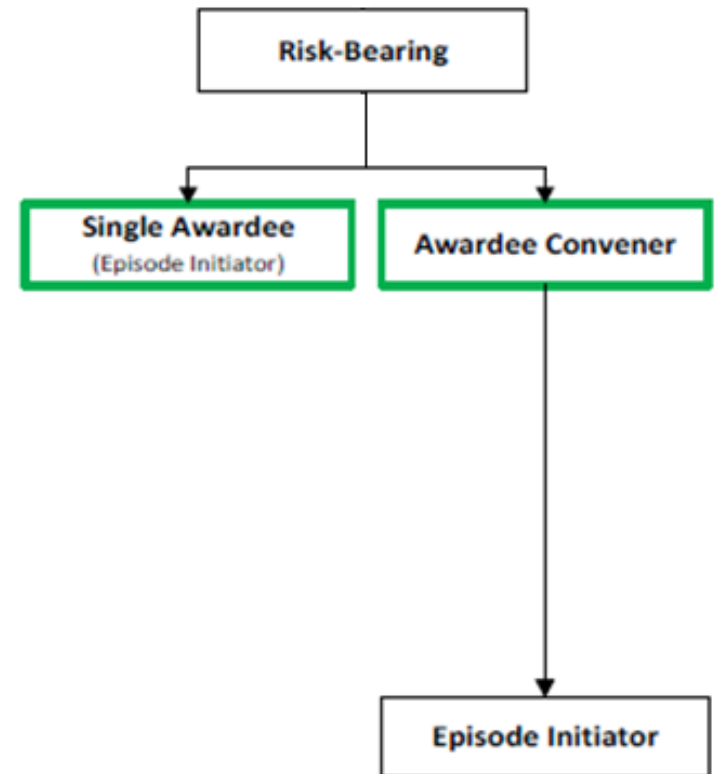 Risk-Bearing
Single Awardee
(Episode Initiator)
Awardee Convener
Episode Initiator